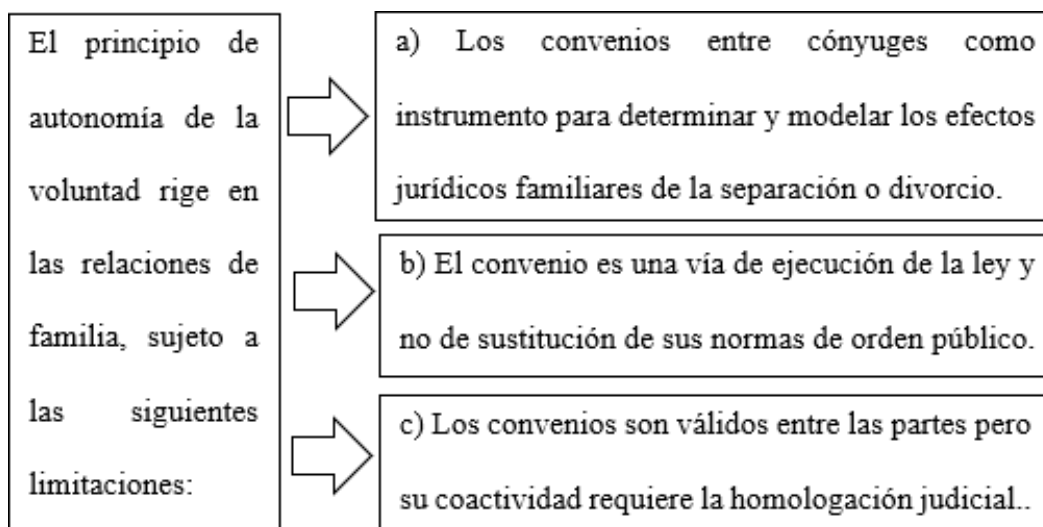 El principio de
autonomía de la
voluntad rige en
las relaciones de
familia, sujeto a
las siguientes
limitaciones:
a) Los convenios entre cónyuges como
instrumento para determinar y modelar los efectos
jurídicos familiares de la separación o divorcio.
b) El convenio es una vía de ejecución de la ley y
no de sustitución de sus normas de orden público.
c) Los convenios son válidos entre las partes pero
su coactividad requiere la homologación judicial..